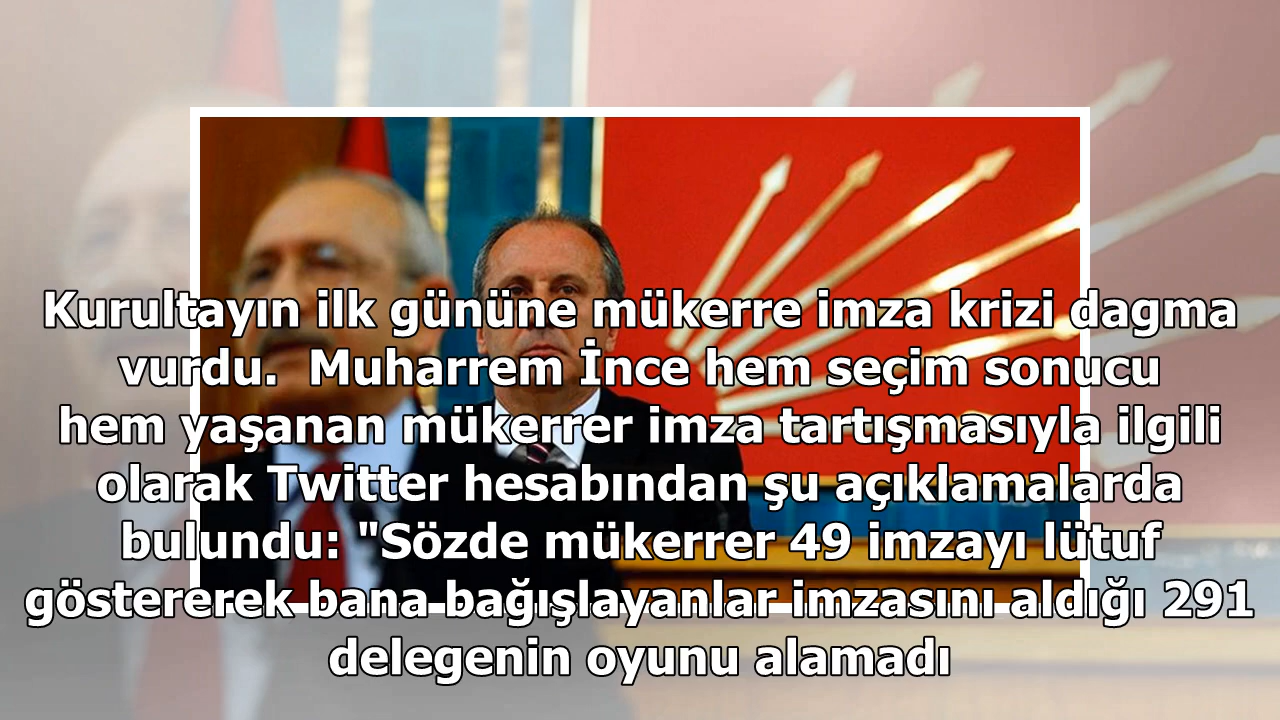 Kurultayın ilk gününe mükerre imza krizi dagma
vurdu.  Muharrem İnce hem seçim sonucu
hem yaşanan mükerrer imza tartışmasıyla ilgili
olarak Twitter hesabından şu açıklamalarda
bulundu: "Sözde mükerrer 49 imzayı lütuf
göstererek bana bağışlayanlar imzasını aldığı 291
delegenin oyunu alamadı